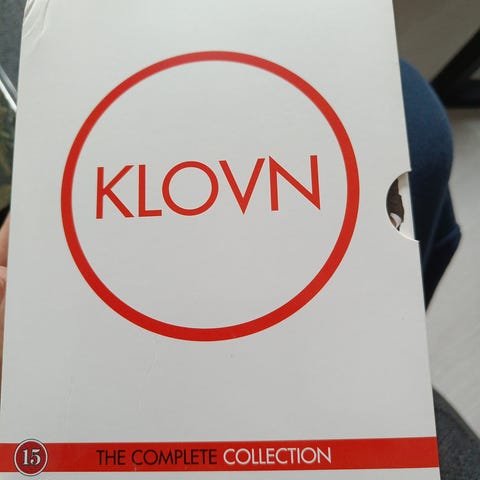 KLOVN
15 THE COMPLETE COLLECTION